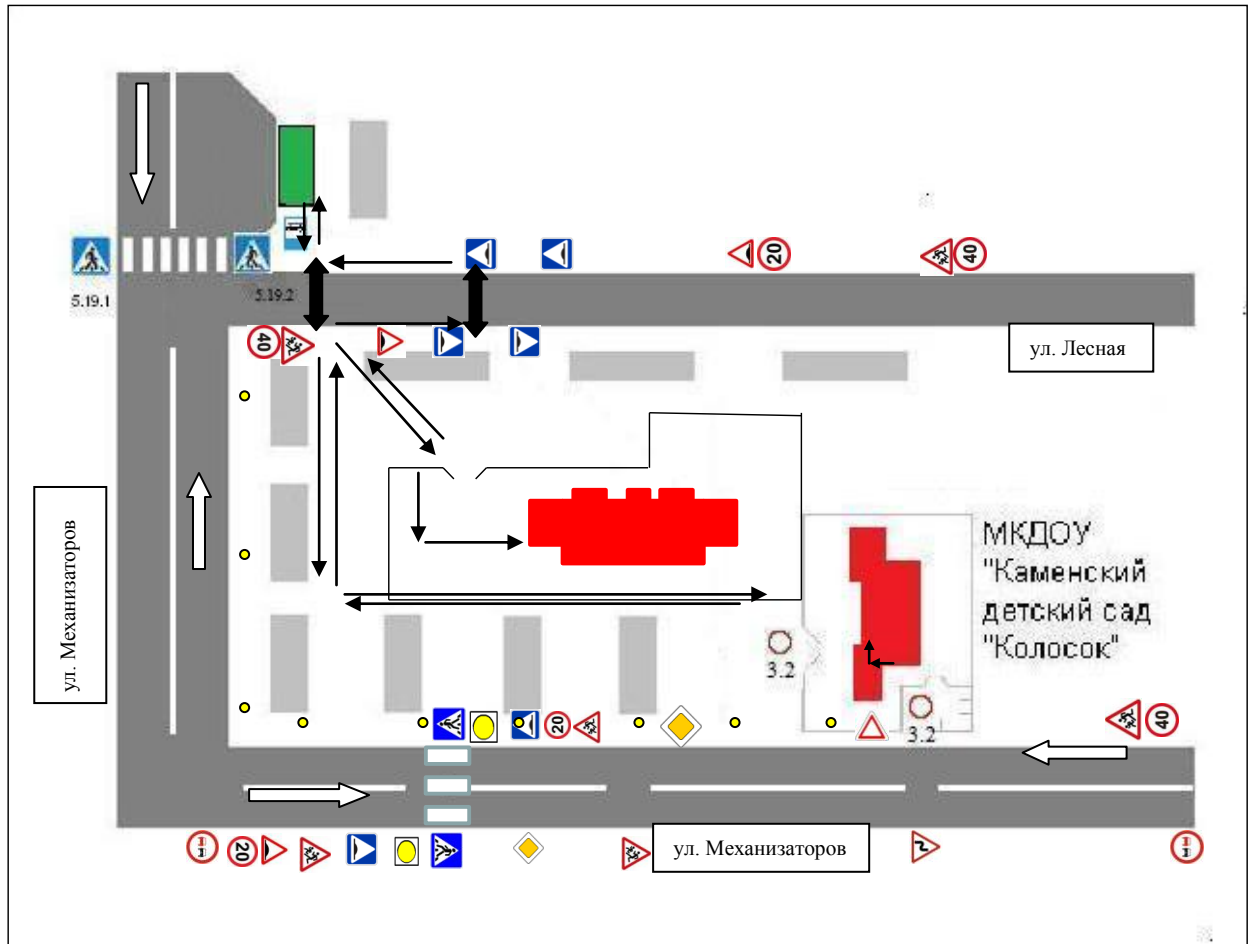 5.19.1
5.19.2
20
40
40
ул. Лесная
ул. Механизаторов
МКДОУ
"Каменский
детский сад
"Колосок"
3.2
3.2
20
40
20
ул. Механизаторов